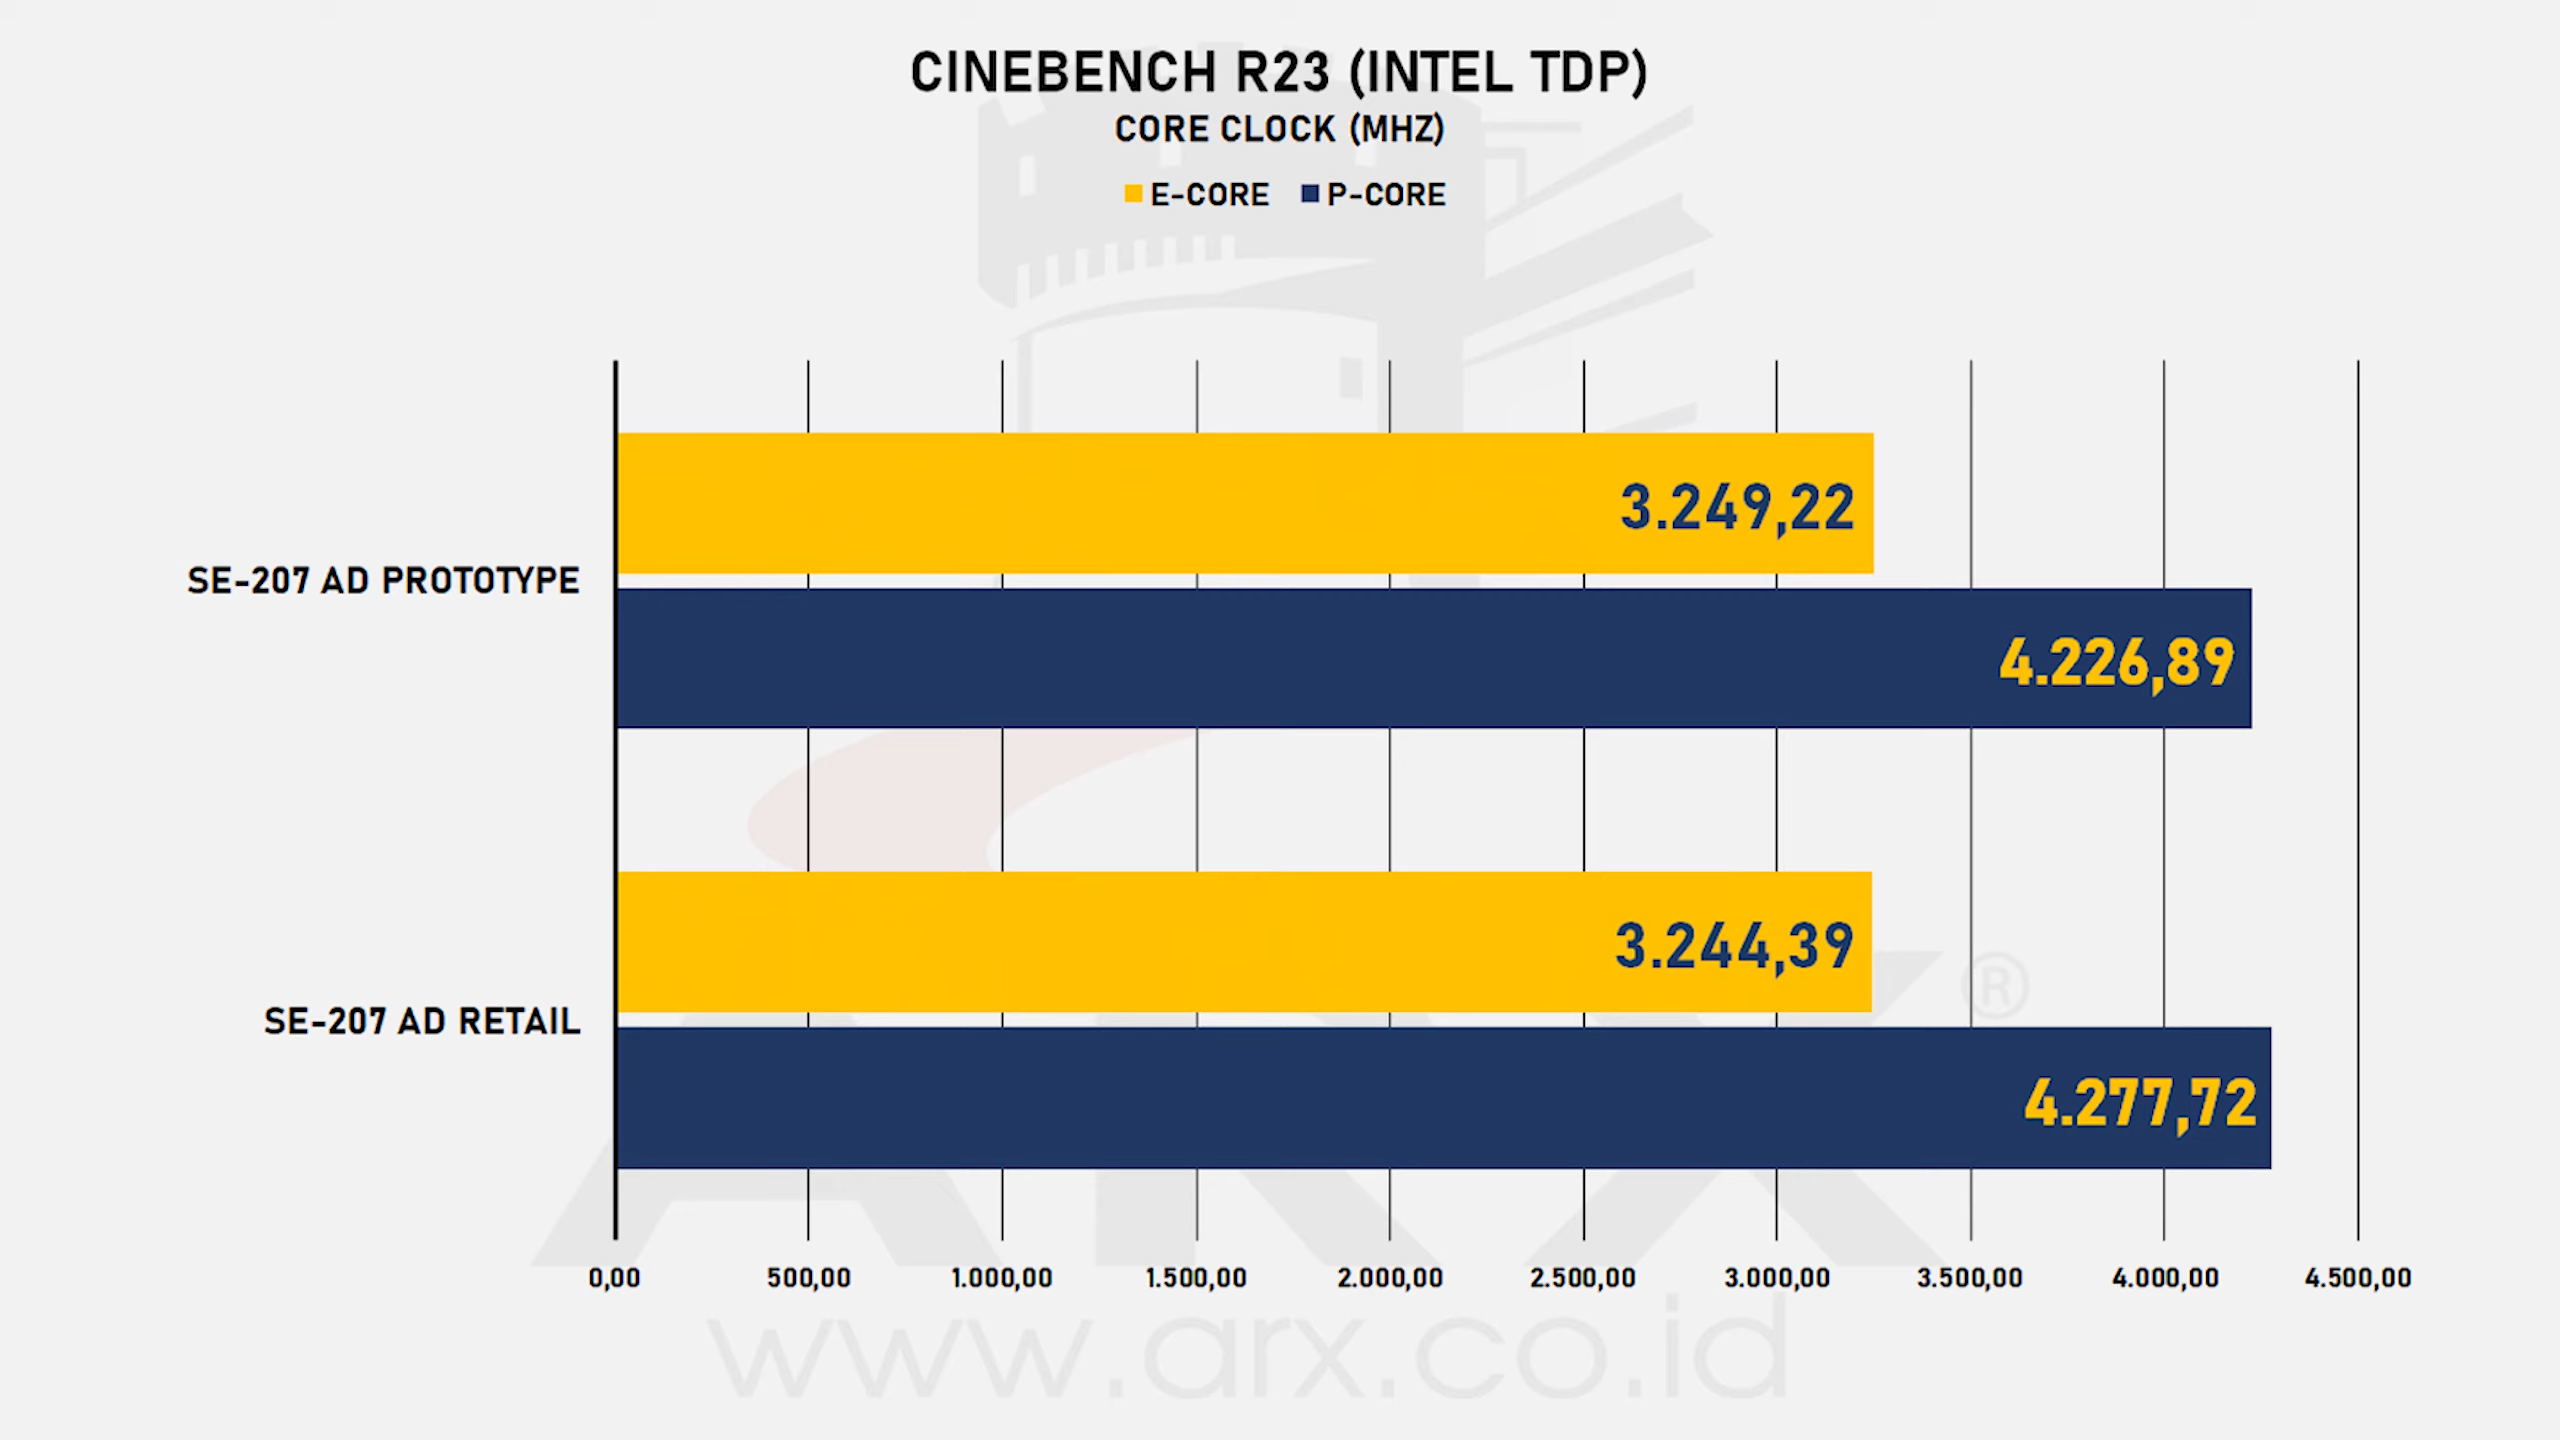 CINEBENCH R23 (INTEL TDP)
CORE CLOCK (MHZ)
E-CORE P-CORE
3.249,22
SE-207 AD PROTOTYPE
4.226,89
3.244,39
®
SE-207 AD RETAIL
4.277,72
ARX
0,00 500,00 1.000,00 1.500,00 2.000,00 2.500,00 3.000,00 3.500,00 4.000,00 4.500,00
www.arx.co.id